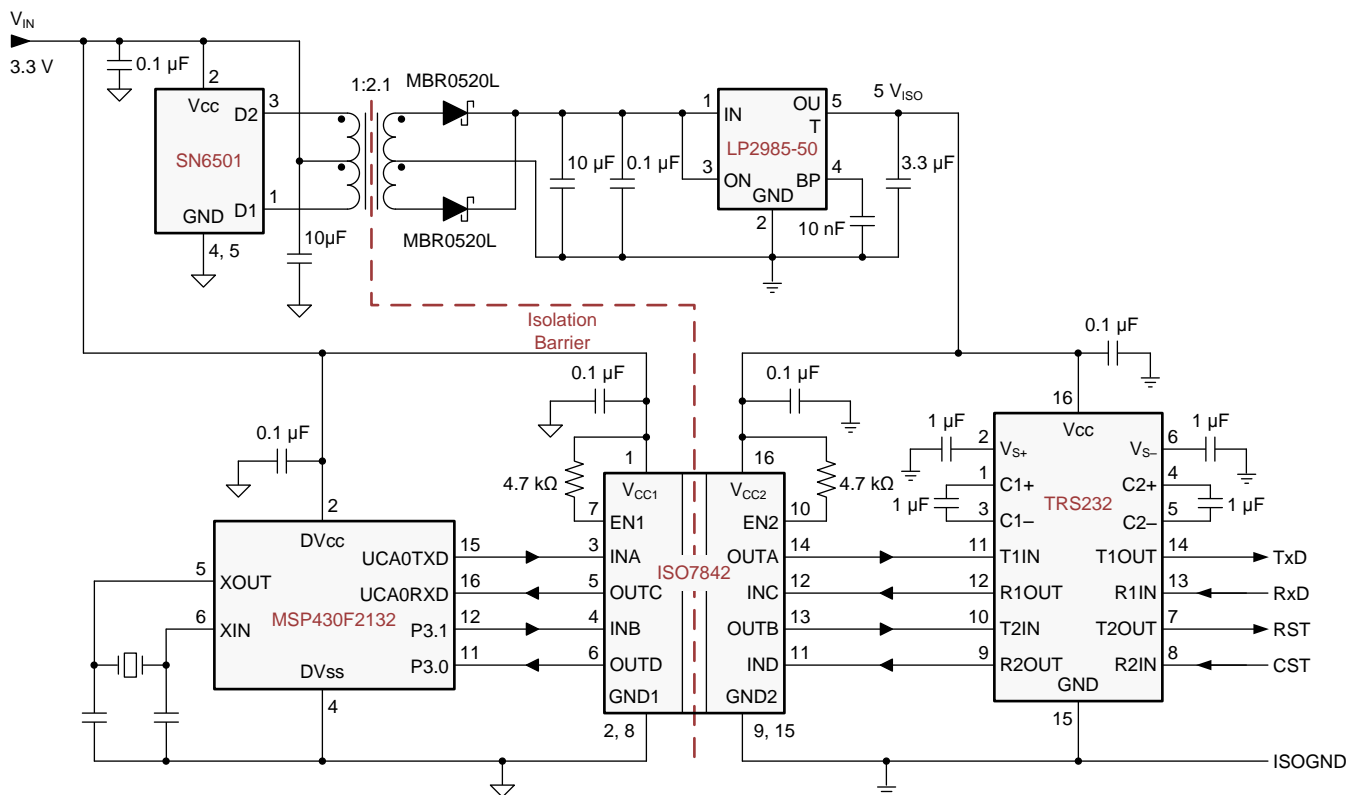 VIN
3.3 V
0.1 µF
2
Vcc
D2
3
SN6501
D1
1
GND
4, 5
10µF
1:2.1
MBR0520L
MBR0520L
10 µF
0.1 µF
1
IN
OU
T
5
5 VISO
LP2985-50
3
ON
BP
4
GND
2
10 nF
3.3 µF
Isolation
Barrier
0.1 µF
0.1 µF
0.1 µF
0.1 µF
4.7 kΩ
1
16
4.7 kΩ
VCC1
VCC2
7
EN1
EN2
10
3
INA
OUTA
14
ISO7842
5
OUTC
INC
12
4
INB
OUTB
13
6
OUTD
IND
11
GND1
GND2
2, 8
9, 15
2
DVcc
UCA0TXD
15
5
XOUT
UCA0RXD
16
MSP430F2132
6
XIN
P3.1
12
P3.0
11
DVss
4
16
Vcc
1 µF
2
VS+
VS–
6
1 µF
1
C1+
C2+
4
1 µF
TRS232
1 µF
3
C1–
C2–
5
11
T1IN
T1OUT
14
TxD
12
R1OUT
R1IN
13
RxD
10
T2IN
T2OUT
7
RST
9
R2OUT
R2IN
8
CST
GND
15
ISOGND